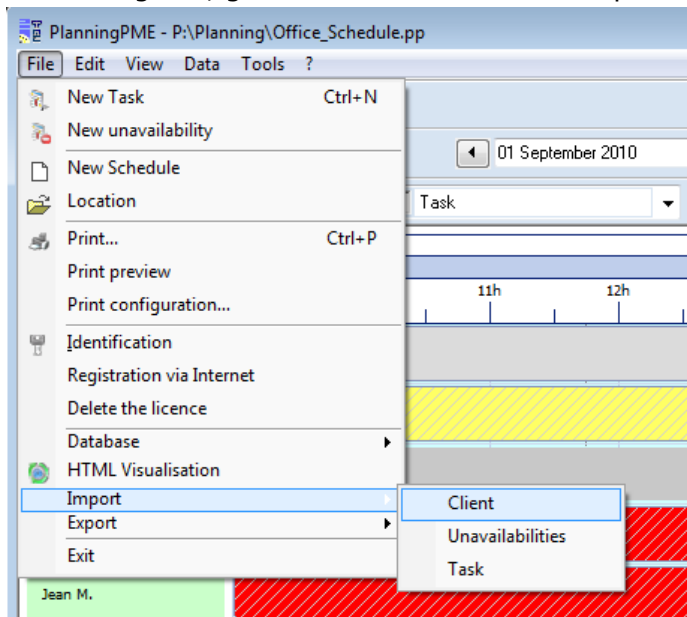 PlanningPME - P:\Planning\Office_Schedule.pp
File Edit View Data Tools ?
New Task Ctrl+N
New unavailability
01 September 2010
New Schedule
Location
Task
Print... Ctrl+P
Print preview
11h 12h
Print configuration...
Identification
Registration via Internet
Delete the licence
Database
HTML Visualisation
Import
Client
Export
Unavailabilities
Exit
Task
Jean M.